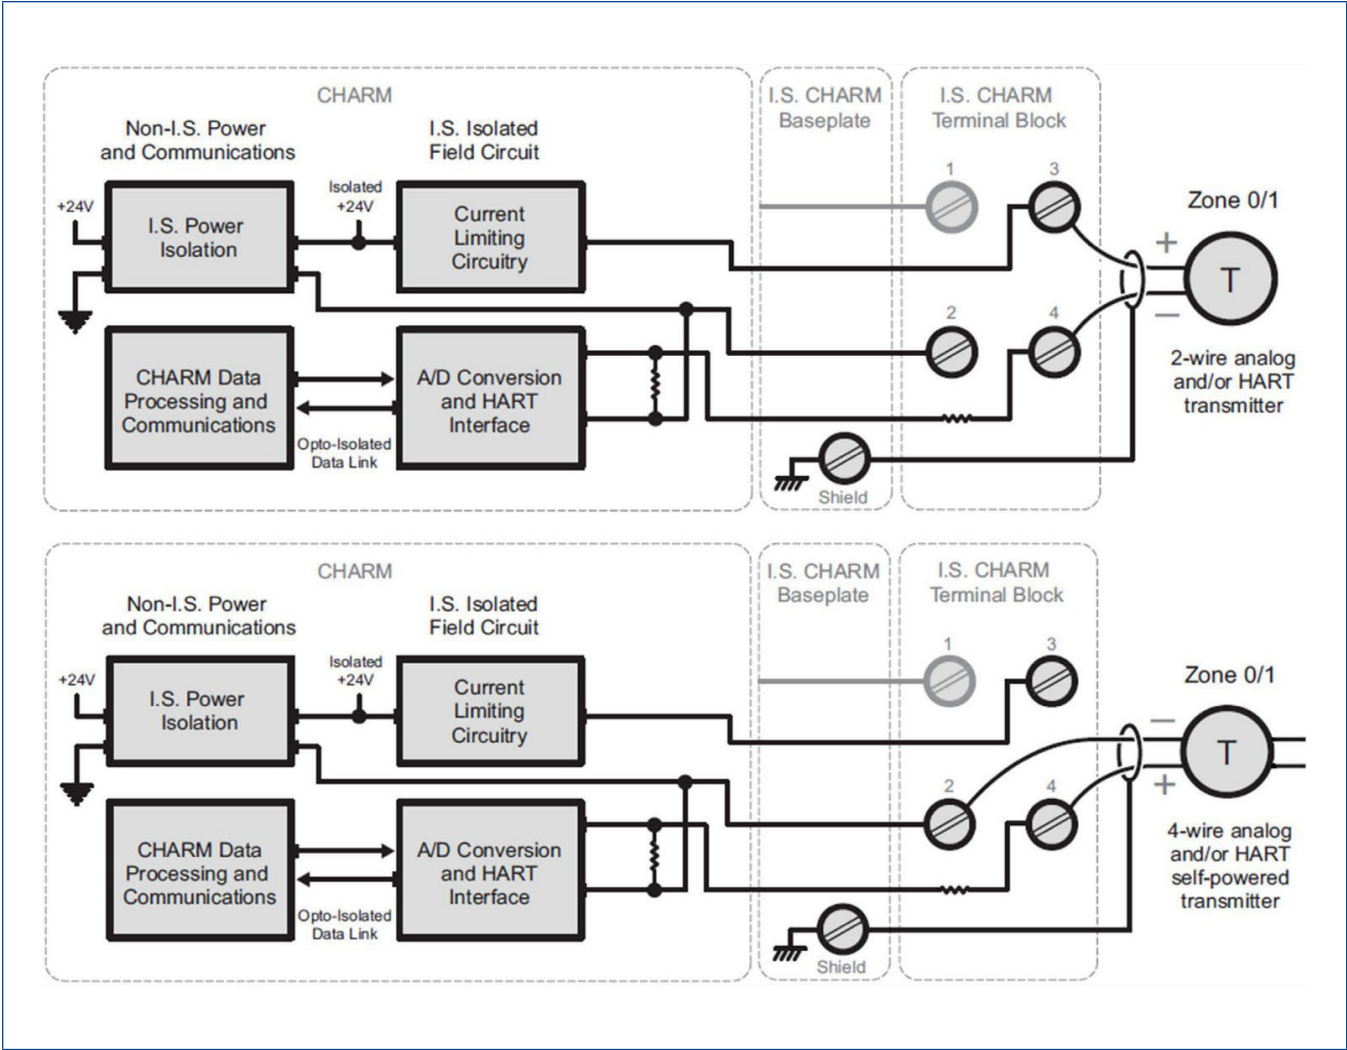 CHARM
I.S. CHARM
Baseplate
I.S. CHARM
Terminal Block
Non-I.S. Power
and Communications
I.S. Isolated
Field Circuit
+24V
I.S. Power
Isolation
Isolated
+24V
Current
Limiting
Circuitry
1
3
Zone 0/1
+
T
−
2
4
CHARM Data
Processing and
Communications
A/D Conversion
and HART
Interface
Opto-Isolated
Data Link
2-wire analog
and/or HART
transmitter
Shield
CHARM
I.S. CHARM
Baseplate
I.S. CHARM
Terminal Block
Non-I.S. Power
and Communications
I.S. Isolated
Field Circuit
+24V
I.S. Power
Isolation
Isolated
+24V
Current
Limiting
Circuitry
1
3
Zone 0/1
−
T
+
2
4
CHARM Data
Processing and
Communications
A/D Conversion
and HART
Interface
Opto-Isolated
Data Link
4-wire analog
and/or HART
self-powered
transmitter
Shield